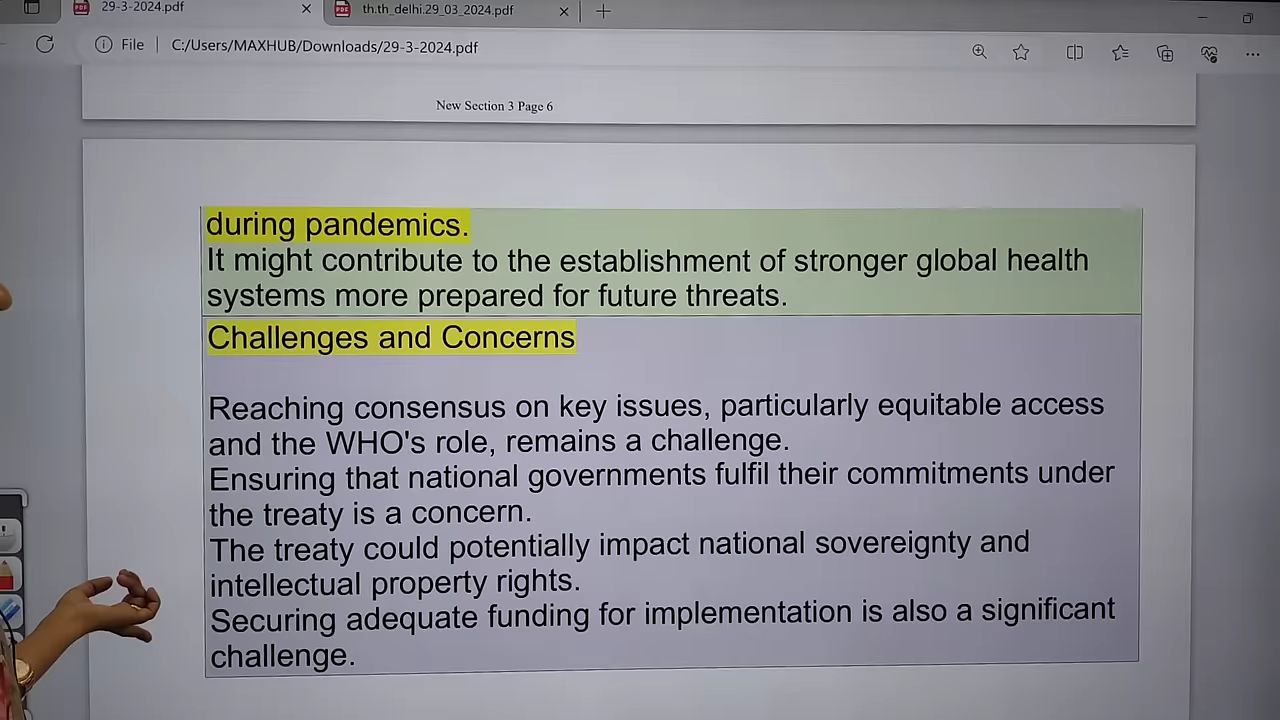 29-3-2024.pdf
th.th_delhi.29_03_2024.pdf
File
C:/Users/MAXHUB/Downloads/29-3-2024.pdf
New Section 3 Page 6
during pandemics.
It might contribute to the establishment of stronger global health
systems more prepared for future threats.
Challenges and Concerns
Reaching consensus on key issues, particularly equitable access
and the WHO's role, remains a challenge.
Ensuring that national governments fulfil their commitments under
the treaty is a concern.
The treaty could potentially impact national sovereignty and
intellectual property rights.
Securing adequate funding for implementation is also a significant
challenge.